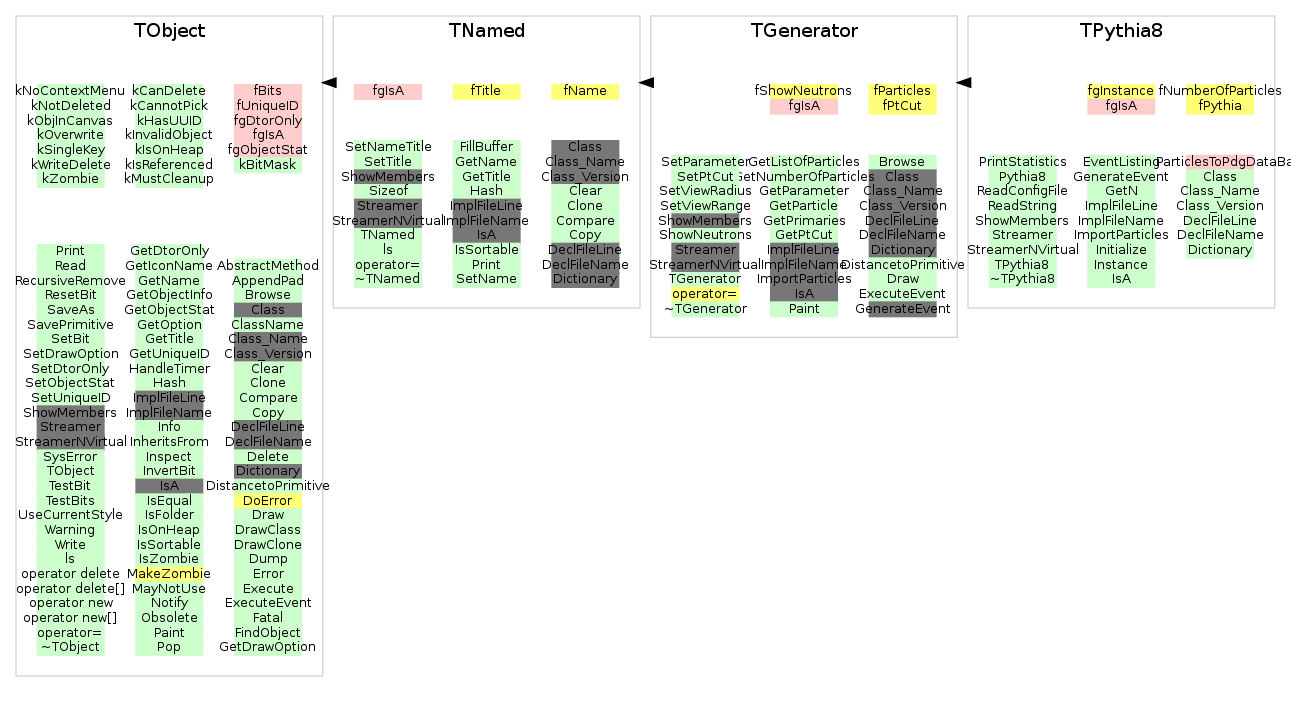 TObject
kNoContextMenu
kNotDeleted
kObjInCanvas
kOverwrite
kSingleKey
kWriteDelete
kZombie
kCanDelete
kCannotPick
kHasUUID
kInvalidObject
kIsOnHeap
kIsReferenced
kMustCleanup
fBits
fUniqueID
fgDtorOnly
fgIsA
fgObjectStat
kBitMask
Print
Read
RecursiveRemove
ResetBit
SaveAs
SavePrimitive
SetBit
SetDrawOption
SetDtorOnly
SetObjectStat
SetUniqueID
ShowMembers
Streamer
StreamerNVirtual
SysError
TObject
TestBit
TestBits
UseCurrentStyle
Warning
Write
ls
operator delete
operator delete[]
operator new
operator new[]
operator=
~TObject
GetDtorOnly
GetIconName
GetName
GetObjectInfo
GetObjectStat
GetOption
GetTitle
GetUniqueID
HandleTimer
Hash
ImplFileLine
ImplFileName
Info
InheritsFrom
Inspect
InvertBit
IsA
IsEqual
IsFolder
IsOnHeap
IsSortable
IsZombie
MakeZombie
MayNotUse
Notify
Obsolete
Paint
Pop
AbstractMethod
AppendPad
Browse
Class
ClassName
Class_Name
Class_Version
Clear
Clone
Compare
Copy
DeclFileLine
DeclFileName
Delete
Dictionary
DistancetoPrimitive
DoError
Draw
DrawClass
DrawClone
Dump
Error
Execute
ExecuteEvent
Fatal
FindObject
GetDrawOption
TNamed
fgIsA
fTitle
fName
SetNameTitle
SetTitle
ShowMembers
Sizeof
Streamer
StreamerNVirtual
TNamed
ls
operator=
~TNamed
FillBuffer
GetName
GetTitle
Hash
ImplFileLine
ImplFileName
IsA
IsSortable
Print
SetName
Class
Class_Name
Class_Version
Clear
Clone
Compare
Copy
DeclFileLine
DeclFileName
Dictionary
TGenerator
fShowNeutrons
fgIsA
fParticles
fPtCut
SetParameter
SetPtCut
SetViewRadius
SetViewRange
ShowMembers
ShowNeutrons
Streamer
StreamerNVirtual
TGenerator
operator=
~TGenerator
GetListOfParticles
GetNumberOfParticles
GetParameter
GetParticle
GetPrimaries
GetPtCut
ImplFileLine
ImplFileName
ImportParticles
IsA
Paint
Browse
Class
Class_Name
Class_Version
DeclFileLine
DeclFileName
Dictionary
DistancetoPrimitive
Draw
ExecuteEvent
GenerateEvent
TPythia8
fgInstance
fgIsA
fNumberOfParticles
fPythia
PrintStatistics
Pythia8
ReadConfigFile
ReadString
ShowMembers
Streamer
StreamerNVirtual
TPythia8
~TPythia8
EventListing
GenerateEvent
GetN
ImplFileLine
ImplFileName
ImportParticles
Initialize
Instance
IsA
ParticlesToPdgDataBa
Class
Class_Name
Class_Version
DeclFileLine
DeclFileName
Dictionary